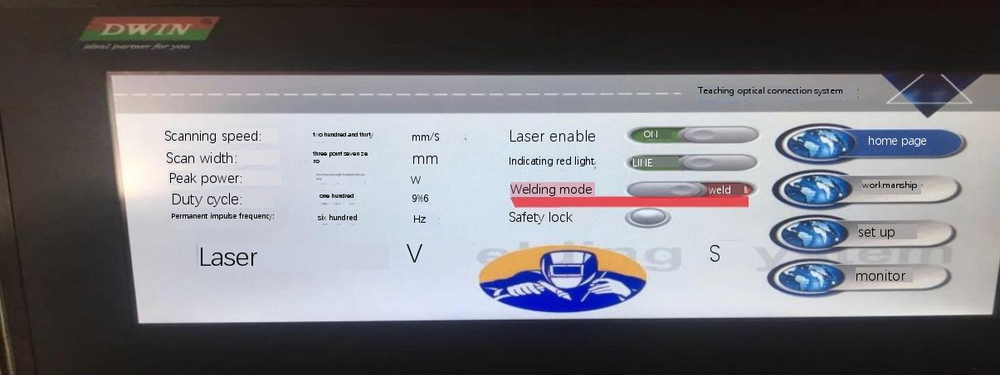 DWIN
ideal partner for you
Teaching optical connection system
Scanning speed:
Two hundred and thirty
mm/S
Scan width:
three point seven ze
ro
mm
Peak power:
W
Duty cycle:
one hundred
9%6
Permanent impulse frequency:
six hundred
Hz
Laser enable
ON
Indicating red light
LINE
Welding mode
weld
Safety lock
home page
workmanship
set up
monitor
Laser
V
S